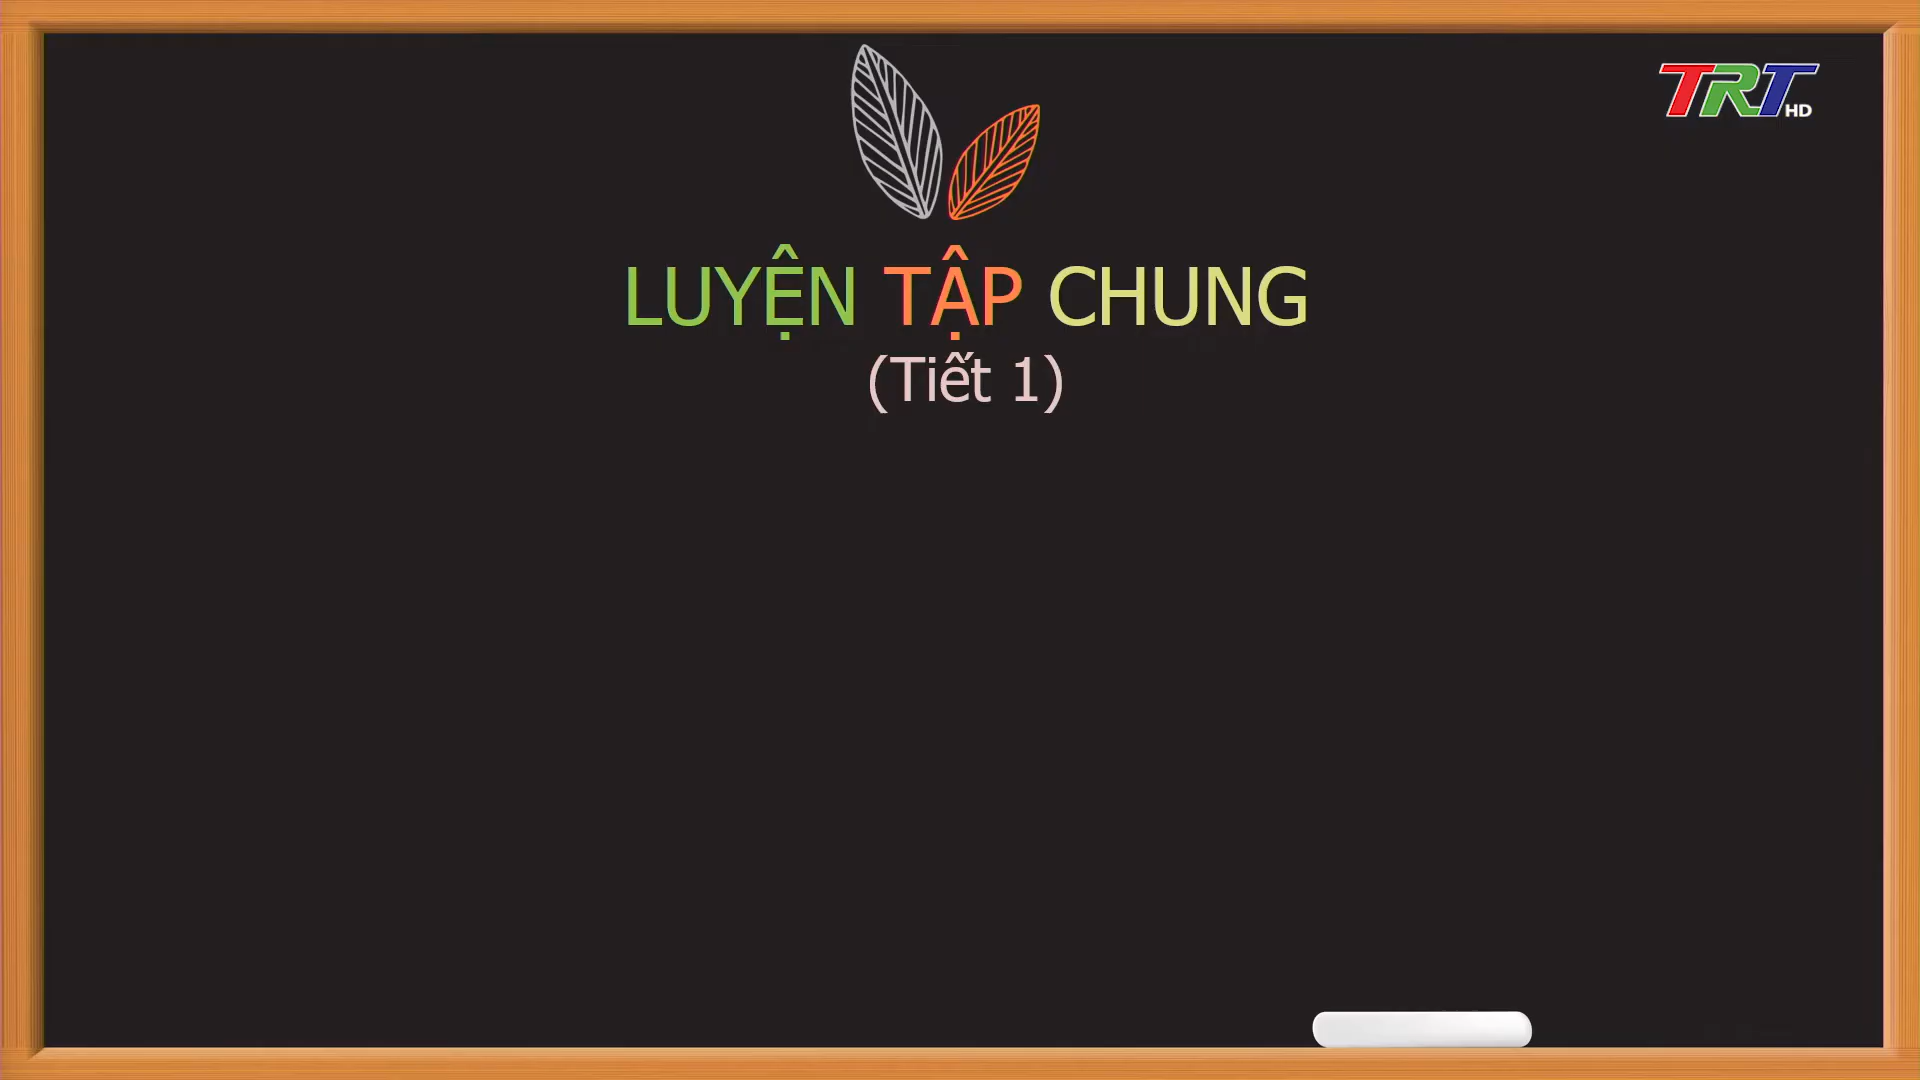 TRT HD
LUYỆN TẬP CHUNG
(Tiết 1)